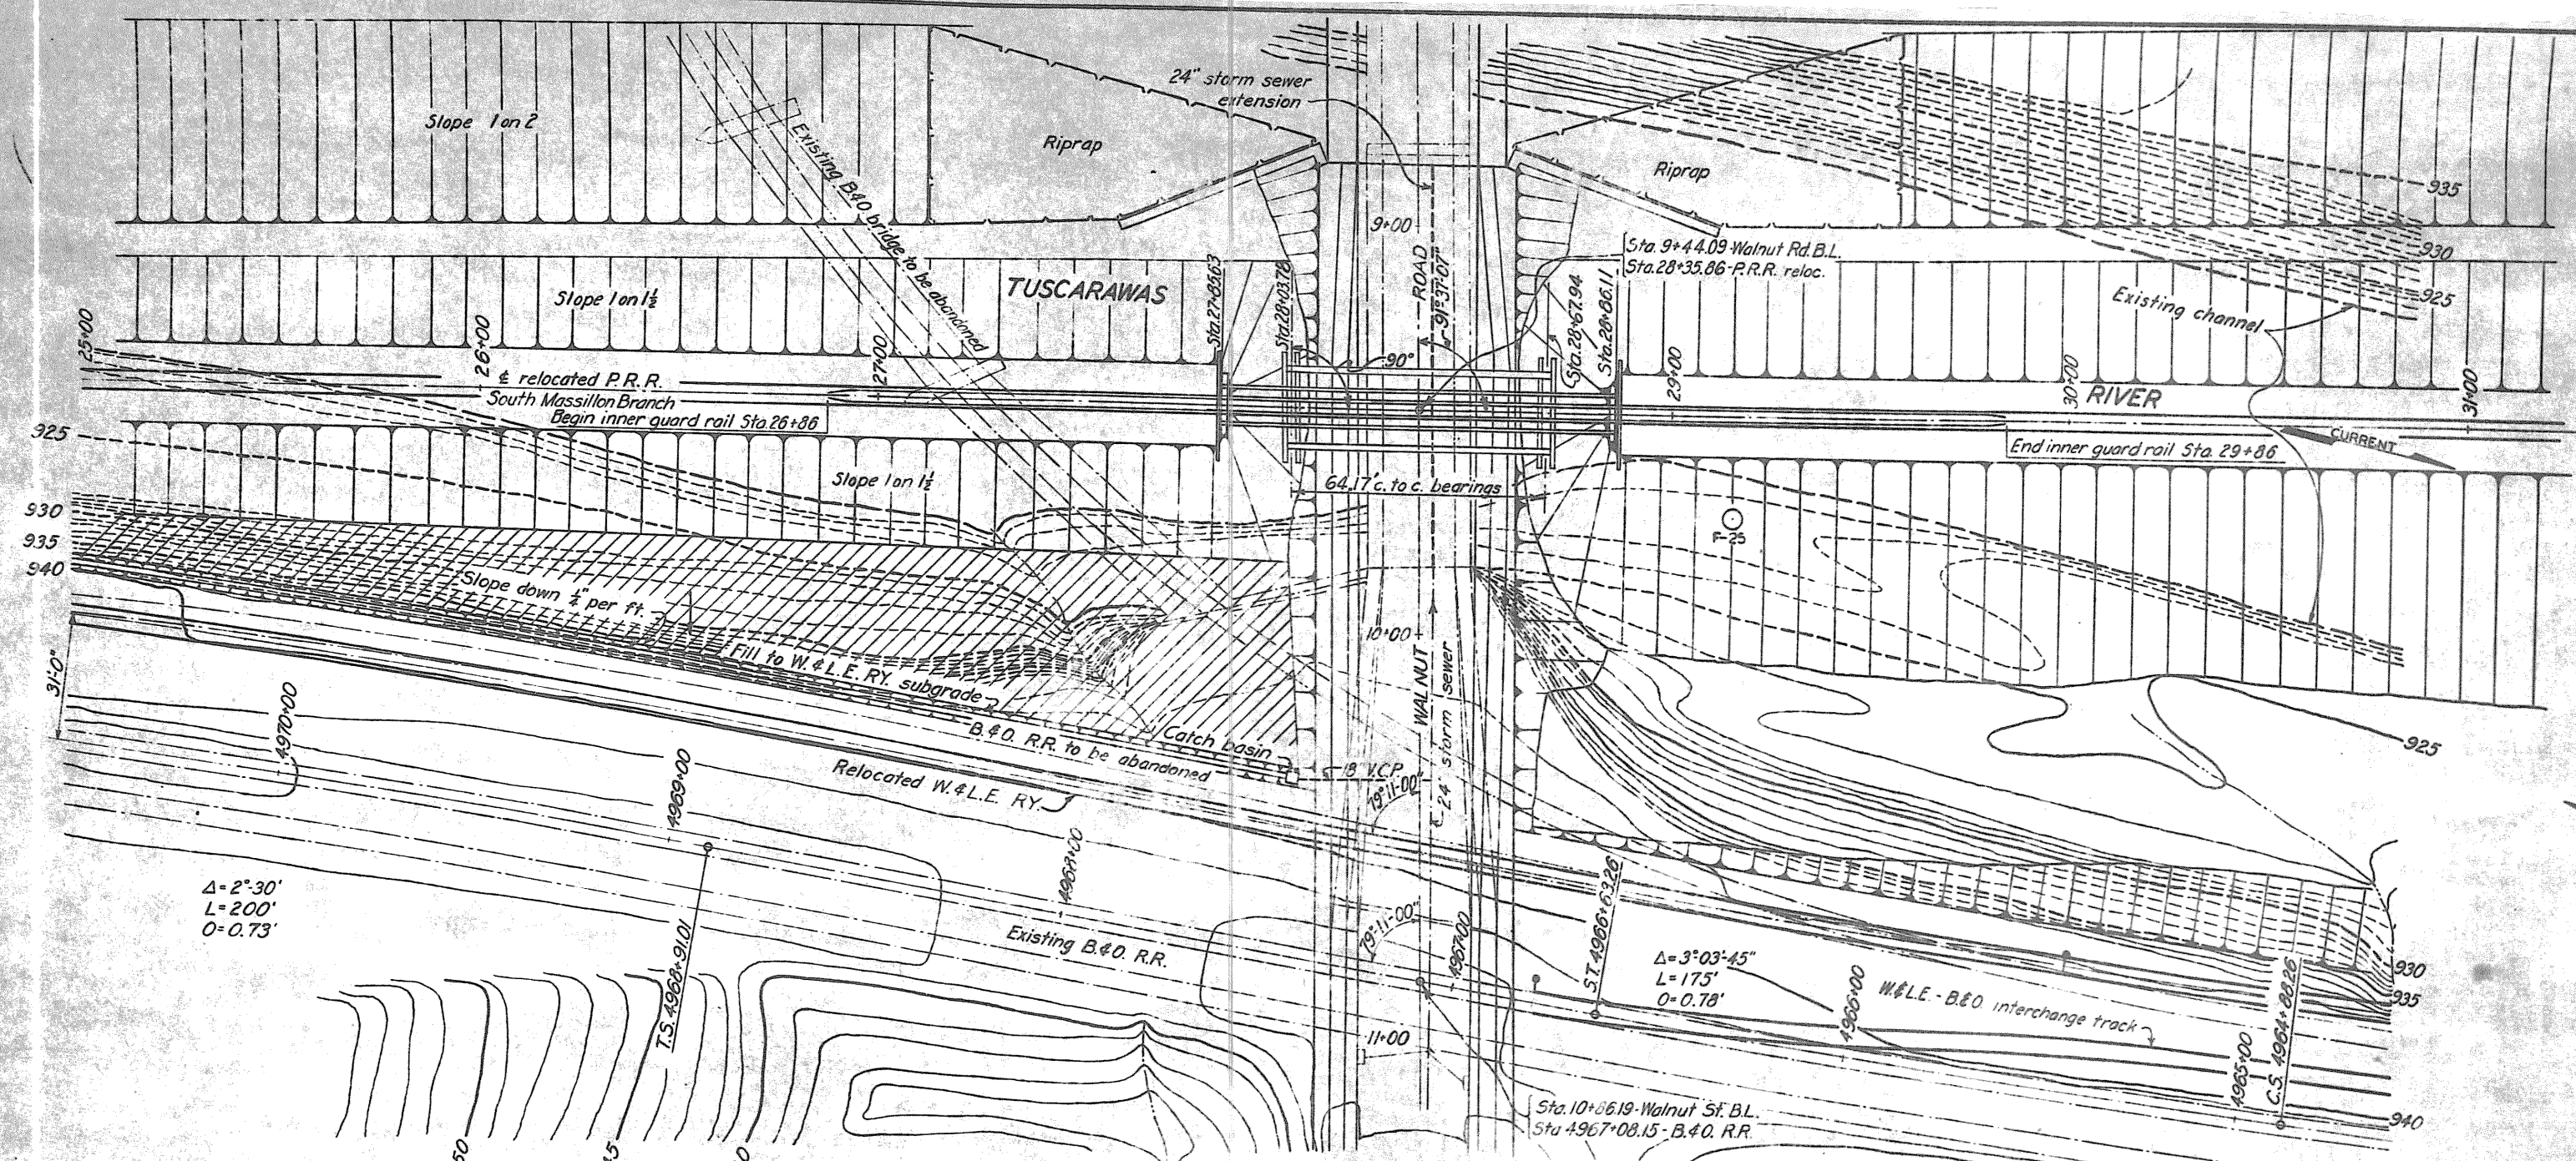 24" storm sewer
extension
Slope 1 on 2
Riprap
Riprap
Existing B.&O. bridge to be abandoned
935
930
925
9+00
ROAD
91°-31'-07"
Sta. 9+44.09-Walnut Rd. B.L.
Sta. 28+35.86-P.R.R. reloc.
TUSCARAWAS
Slope 1 on 1½
Sta. 27+85.63
Sta. 28+03.78
Sta. 28+67.94
Sta. 28+86.11
Existing channel
25+00
26+00
27+00
90°
29+00
30+00
31+00
RIVER
℄ relocated P.R.R.
South Massillon Branch
Begin inner guard rail Sta. 26+86
End inner guard rail Sta. 29+86
CURRENT
925
Slope 1 on 1½
64.17' c. to c. bearings
930
935
940
F-25
Slope down ¼" per ft.
Fill to W.&L.E. RY. subgrade
10+00
WALNUT
24" storm sewer
31'-0"
B.&O. R.R. to be abandoned
Catch basin
18" V.C.P.
79°-11'-00"
925
Relocated W.&L.E. RY.
4970+00
4969+00
4968+00
4967+00
4966+00
4965+00
Δ=2°-30'
L=200'
O=0.73'
T.S. 4968+91.01
Existing B.&O. R.R.
79°-11'-00"
S.T. 4966+63.26
Δ=3°03'-45"
L=175'
O=0.78'
W.&L.E. - B.&O. interchange track
C.S. 4964+88.26
930
935
940
11+00
Sta. 10+86.19-Walnut St. B.L.
Sta 4967+08.15-B.&O. R.R.